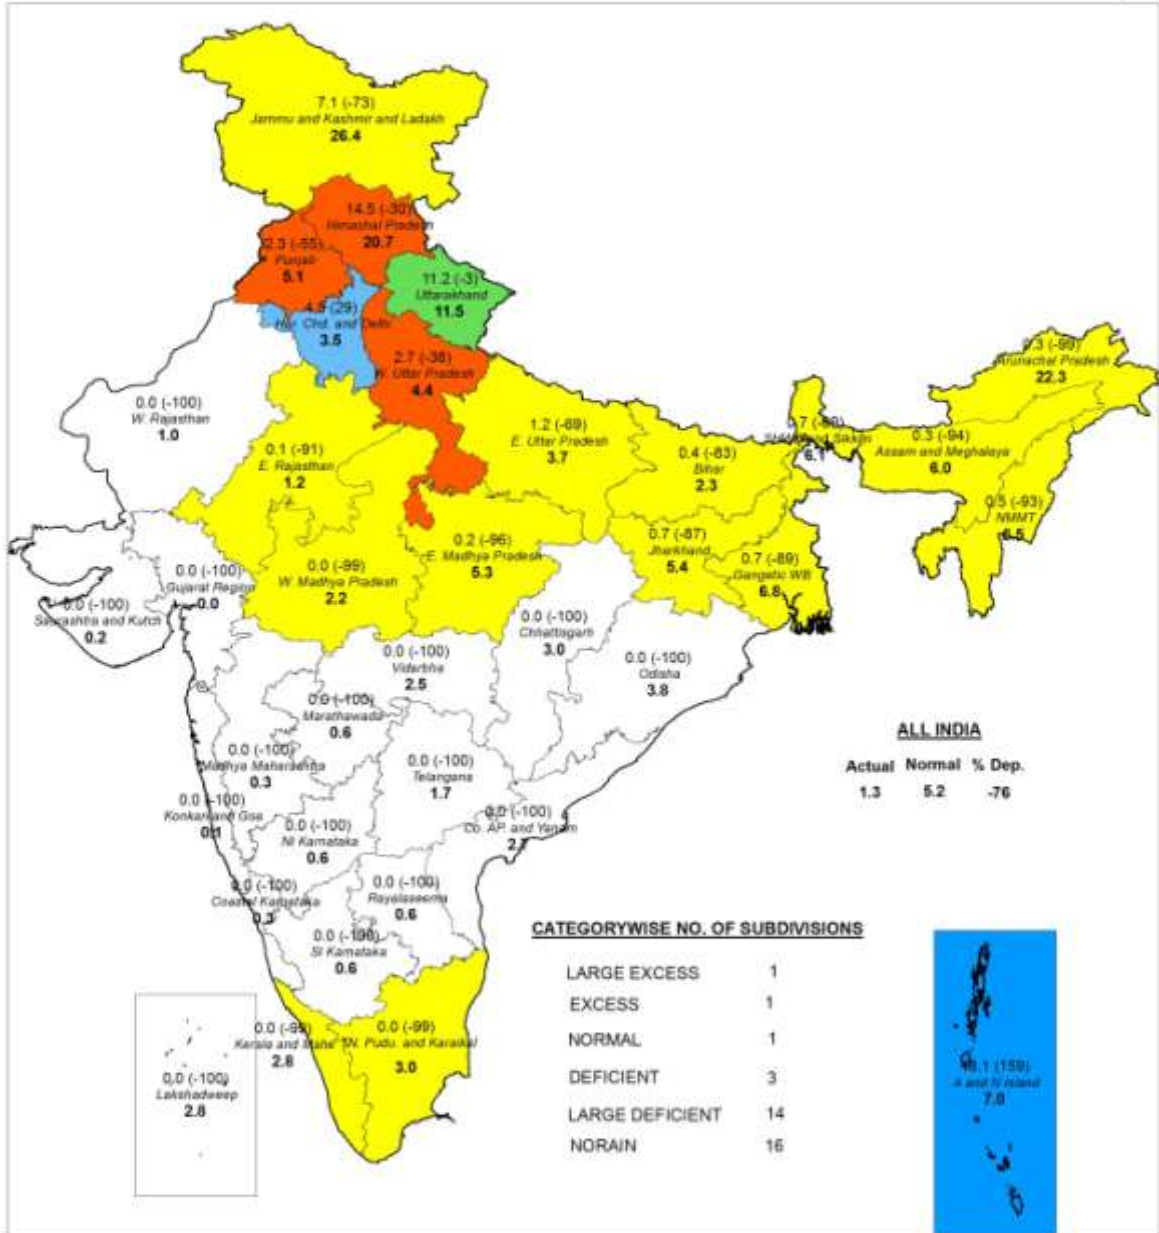 7.1 (-73)
Jammu and Kashmir and Ladakh
26.4
14.5 (-30)
Himachal Pradesh
20.7
2.3 (-55)
Punjab
5.1
11.2 (-3)
Uttarakhand
11.5
4.5 (29)
Har. Chd. and Delhi
3.5
2.7 (-38)
W. Uttar Pradesh
4.4
0.3 (-99)
Arunachal Pradesh
22.3
0.0 (-100)
W. Rajasthan
1.0
0.1 (-91)
E. Rajasthan
1.2
1.2 (-69)
E. Uttar Pradesh
3.7
0.4 (-83)
Bihar
2.3
0.7
and Sikkim
6.1
0.3 (-94)
Assam and Meghalaya
6.0
0.5 (-93)
NMMT
6.5
0.0 (-100)
Gujarat Region
0.0
0.0 (-99)
W. Madhya Pradesh
2.2
0.2 (-96)
E. Madhya Pradesh
5.3
0.7 (-87)
Jharkhand
5.4
0.7 (-89)
Gangetic WB
6.8
0.0 (-100)
Saurashtra and Kutch
0.2
0.0 (-100)
Chhattisgarh
3.0
0.0 (-100)
Vidarbha
2.5
0.0 (-100)
Odisha
3.8
0.0 (-100)
Marathawada
0.6
0.0 (-100)
Madhya Maharashtra
0.3
0.0 (-100)
Telangana
1.7
0.0 (-100)
Konkan and Goa
0.1
0.0 (-100)
NI Karnataka
0.6
0.0 (-100)
Co. AP. and Yanam
0.0 (-100)
Coastal Karnataka
0.3
0.0 (-100)
Rayalaseema
0.6
0.0 (-100)
SI Karnataka
0.6
0.0 (-99)
Kerala and Mahe
2.8
0.0 (-99)
TN. Pudu. and Karaikal
3.0
0.0 (-100)
Lakshadweep
2.8
ALL INDIA
Actual Normal % Dep.
1.3 5.2 -76
CATEGORYWISE NO. OF SUBDIVISIONS
LARGE EXCESS 1
EXCESS 1
NORMAL 1
DEFICIENT 3
LARGE DEFICIENT 14
NORAIN 16
(159)
A and N Island
7.0